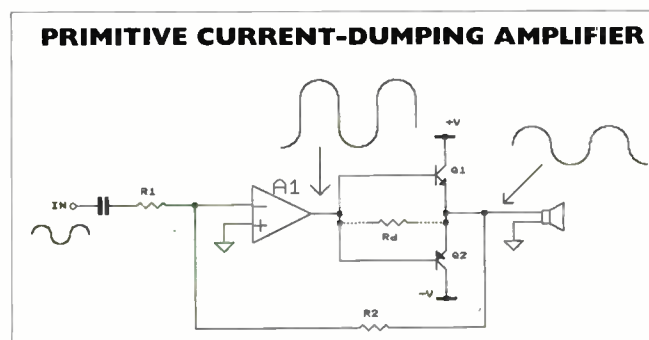 PRIMITIVE CURRENT-DUMPING AMPLIFIER
+V
A1
Q1
R1
IN
-
+
Rd
Q2
-V
R2